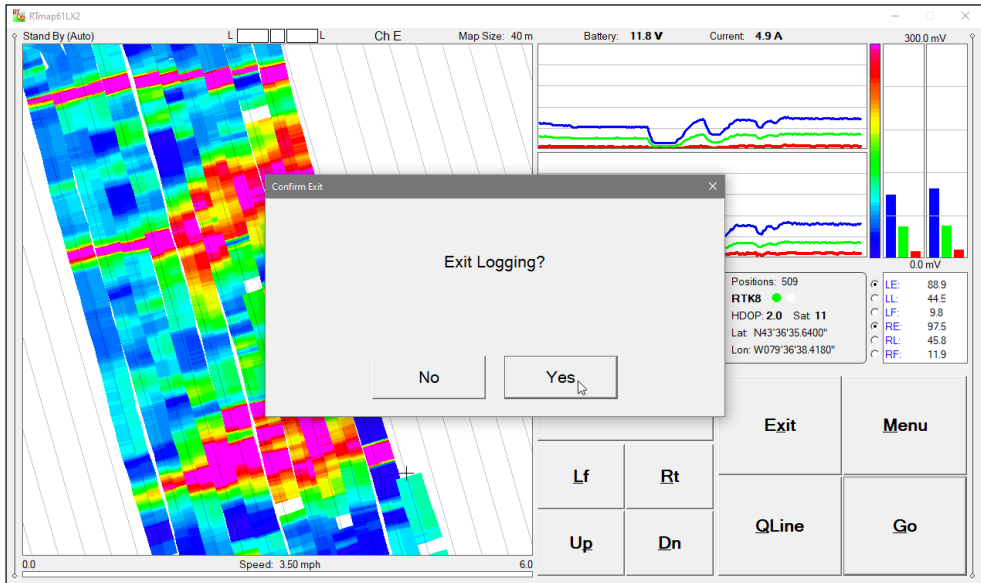 RTmap61LX2
Stand By (Auto) L L Ch E Map Size: 40 m Battery: 11.8 V Current: 4.9 A 300.0 mV
Confirm Exit
Exit Logging?
No Yes
0.0 mV
Positions: 509
RTK8
HDOP: 2.0 Sat: 11
Lat: N43°36'35.6400"
Lon: W079°36'38.4180"
LE: 88.9
LL: 44.5
LF: 9.8
RE: 97.5
RL: 45.8
RF: 11.9
Exit Menu
Lf Rt
QLine Go
Up Dn
0.0 Speed: 3.50 mph 6.0